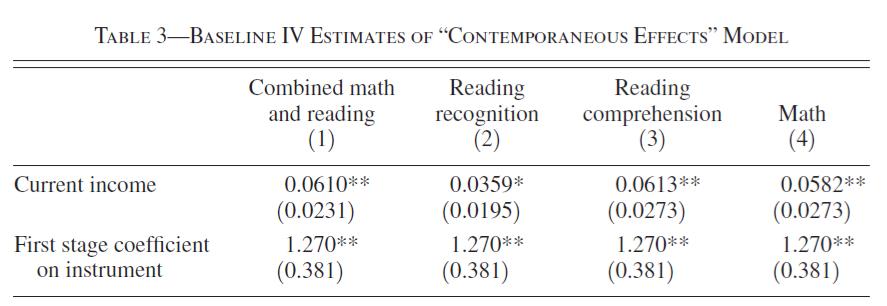 TABLE 3—BASELINE IV ESTIMATES OF “CONTEMPORANEOUS EFFECTS” MODEL
Combined math and reading (1) Reading recognition (2) Reading comprehension (3) Math (4)
Current income 0.0610** 0.0359* 0.0613** 0.0582**
(0.0231) (0.0195) (0.0273) (0.0273)
First stage coefficient 1.270** 1.270** 1.270** 1.270**
on instrument (0.381) (0.381) (0.381) (0.381)